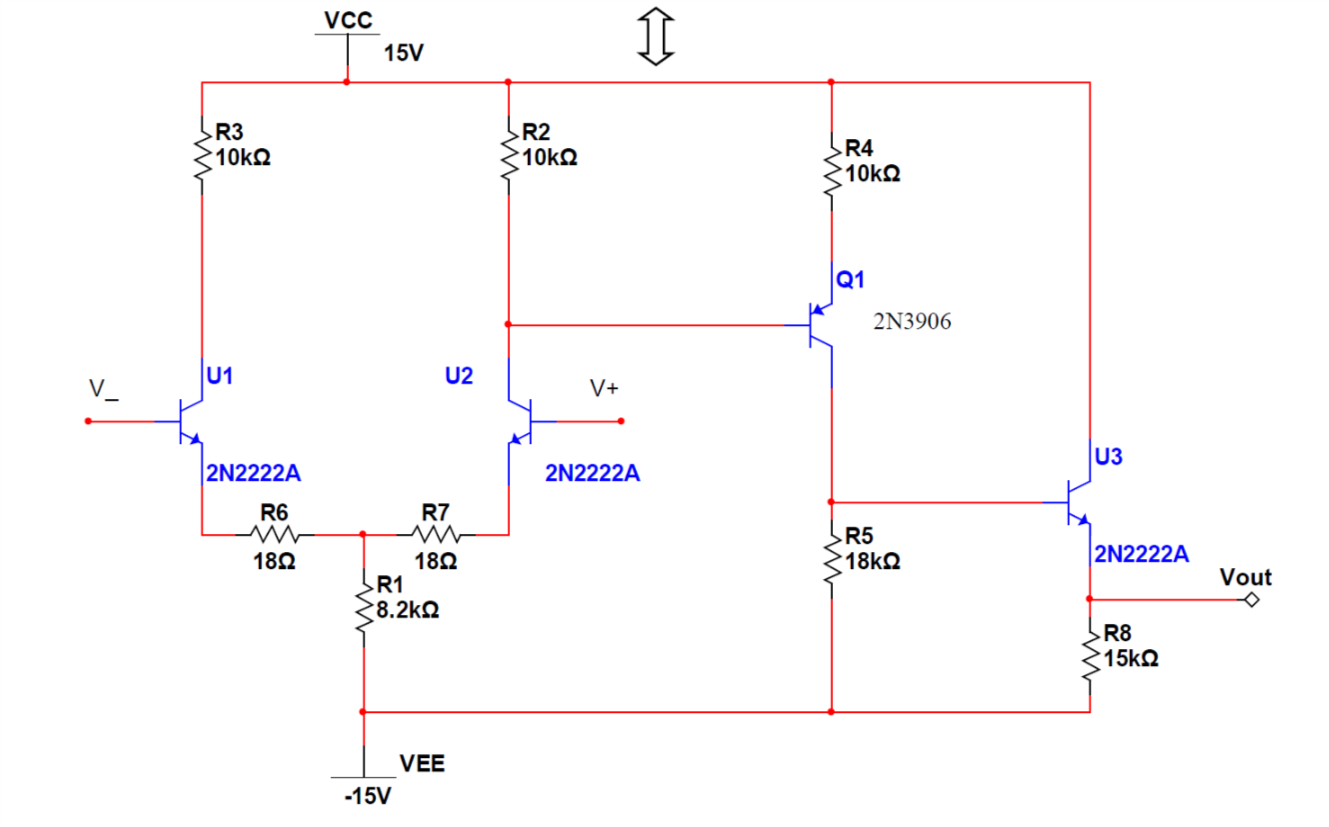 VCC
15V
R3
10kΩ
R2
10kΩ
R4
10kΩ
Q1
2N3906
U1
U2
V_
V+
2N2222A
2N2222A
U3
R6
18Ω
R7
18Ω
R5
18kΩ
2N2222A
Vout
R1
8.2kΩ
R8
15kΩ
VEE
-15V